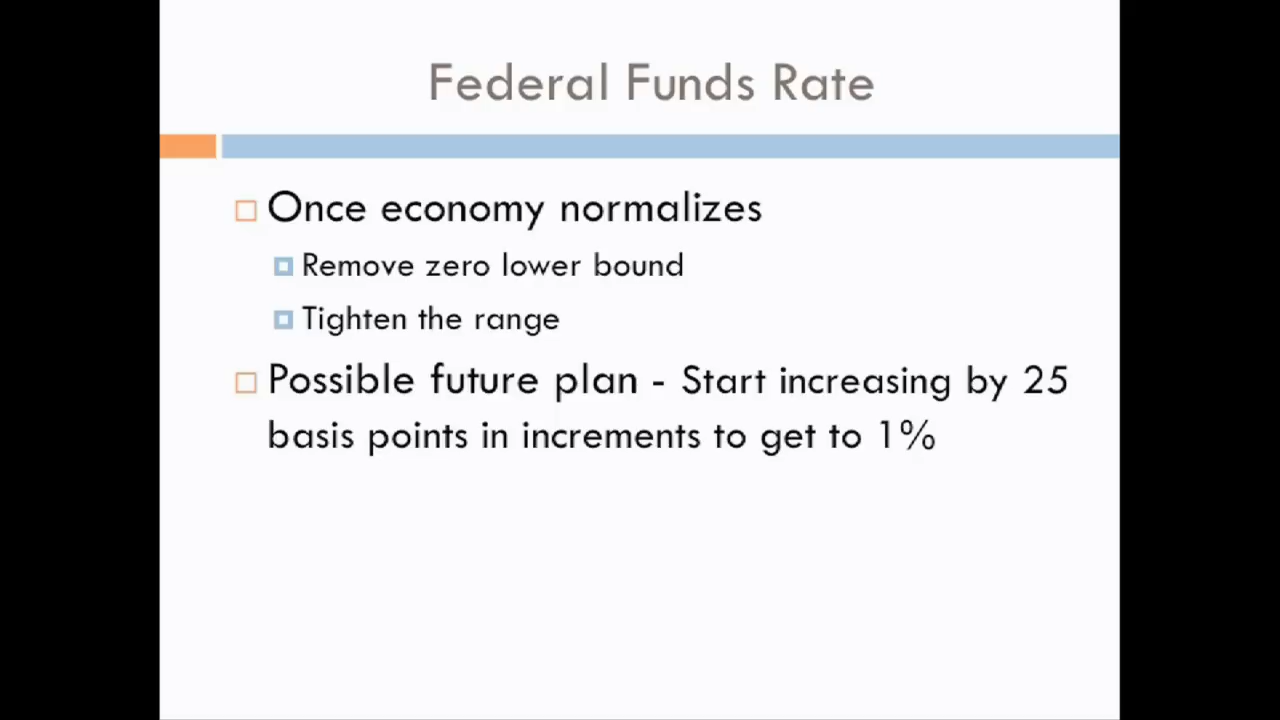 Federal Funds Rate
Once economy normalizes
Remove zero lower bound
Tighten the range
Possible future plan - Start increasing by 25
basis points in increments to get to 1%